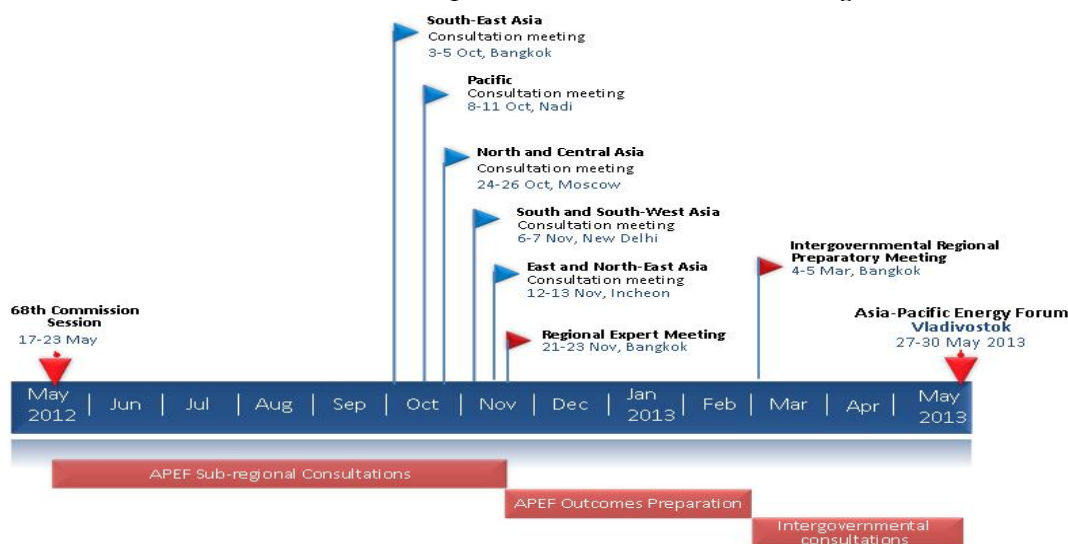 South-East Asia
Consultation meeting
3-5 Oct, Bangkok
Pacific
Consultation meeting
8-11 Oct, Nadi
North and Central Asia
Consultation meeting
24-26 Oct, Moscow
South and South-West Asia
Consultation meeting
6-7 Nov, New Delhi
East and North-East Asia
Consultation meeting
12-13 Nov, Incheon
Regional Expert Meeting
21-23 Nov, Bangkok
Intergovernmental Regional
Preparatory Meeting
4-5 Mar, Bangkok
68th Commission
Session
17-23 May
Asia-Pacific Energy Forum
Vladivostok
27-30 May 2013
May
2012
Jun
Jul
Aug
Sep
Oct
Nov
Dec
Jan
2013
Feb
Mar
Apr
May
2013
APEF Sub-regional Consultations
APEF Outcomes Preparation
Intergovernmental
consultations